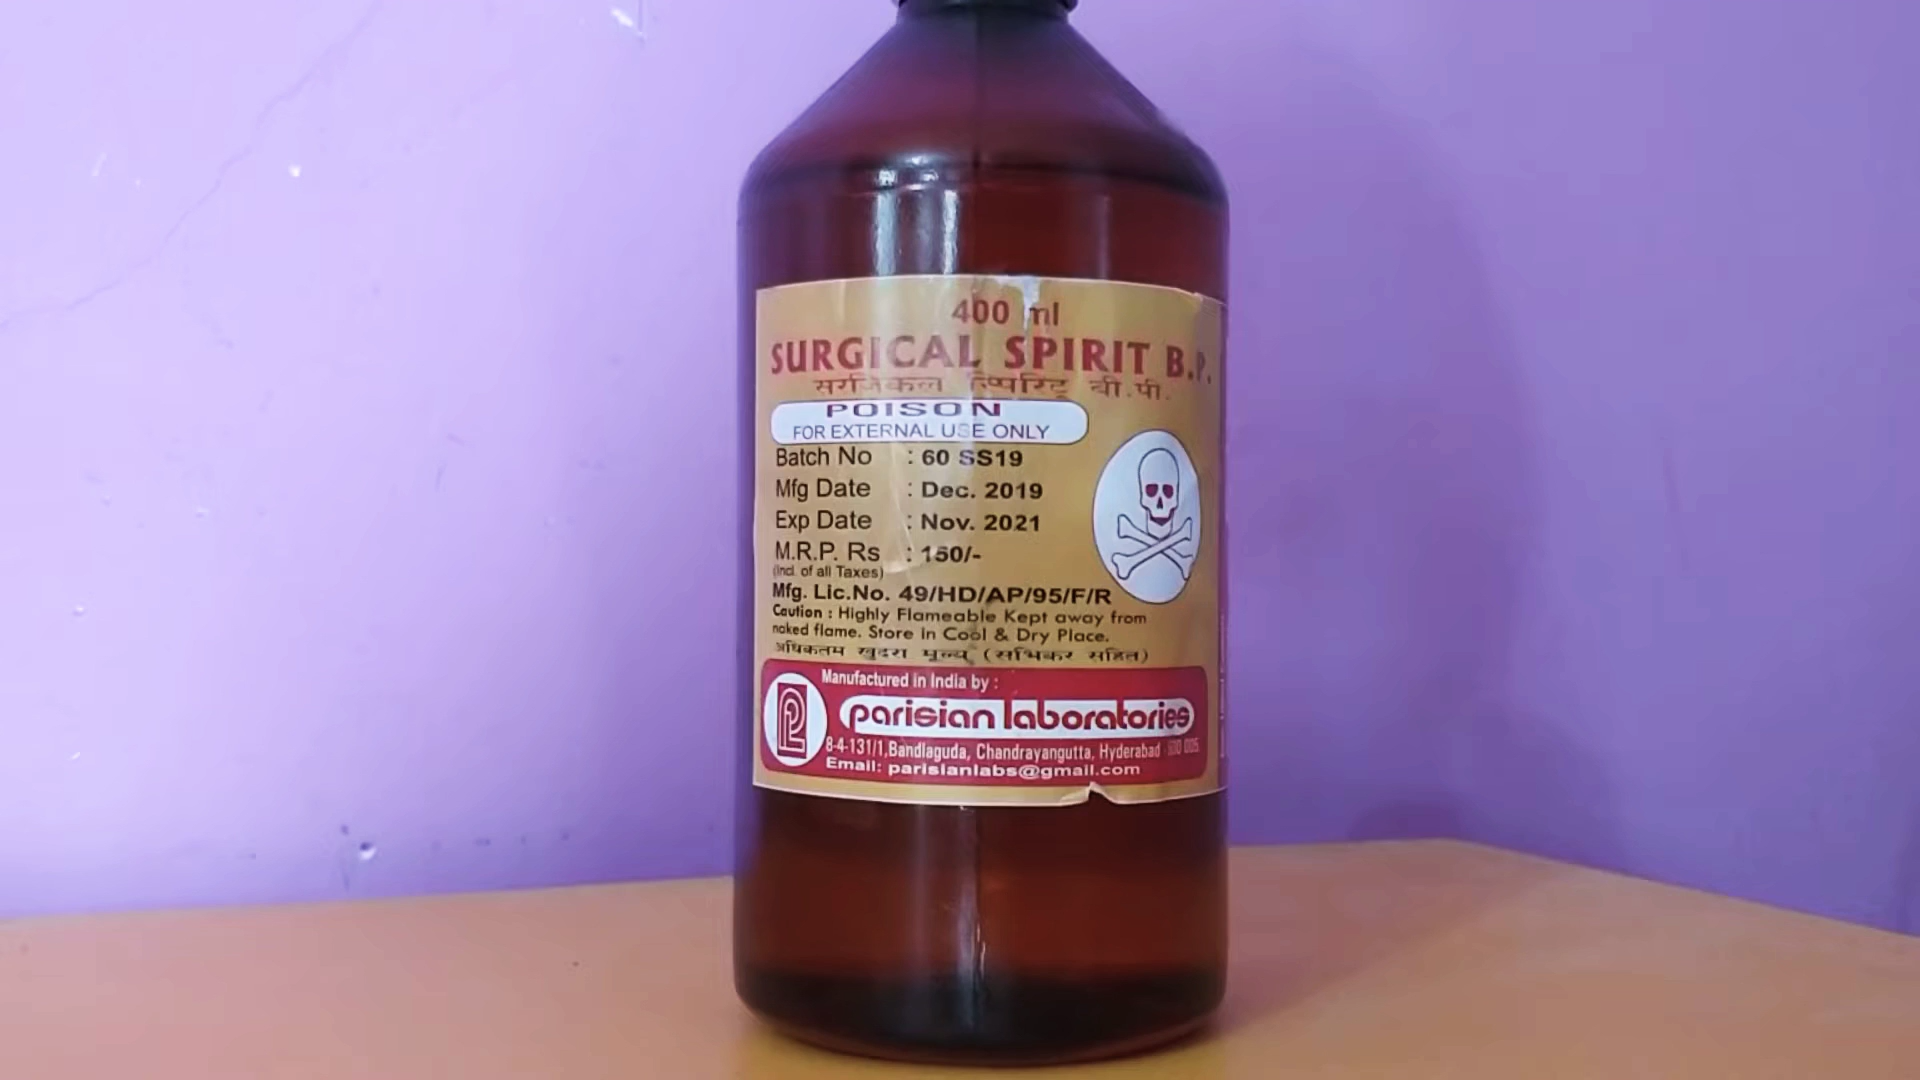 400 ml
SURGICAL SPIRIT B.P.
सरजिकल स्पिरिट् बी.पी.
POISON
FOR EXTERNAL USE ONLY
Batch No : 60 SS19
Mfg Date : Dec. 2019
Exp Date : Nov. 2021
M.R.P. Rs : 150/-
(Incl. of all Taxes)
Mfg. Lic.No. 49/HD/AP/95/F/R
Caution : Highly Flameable Kept away from
naked flame. Store in Cool & Dry Place.
अधिकतम खुदरा मूल्य (सभिकर सहित)
Manufactured in India by :
parisian laboratories
8-4-131/1,Bandlaguda, Chandrayangutta, Hyderabad
Email: parisianlabs@gmail.com